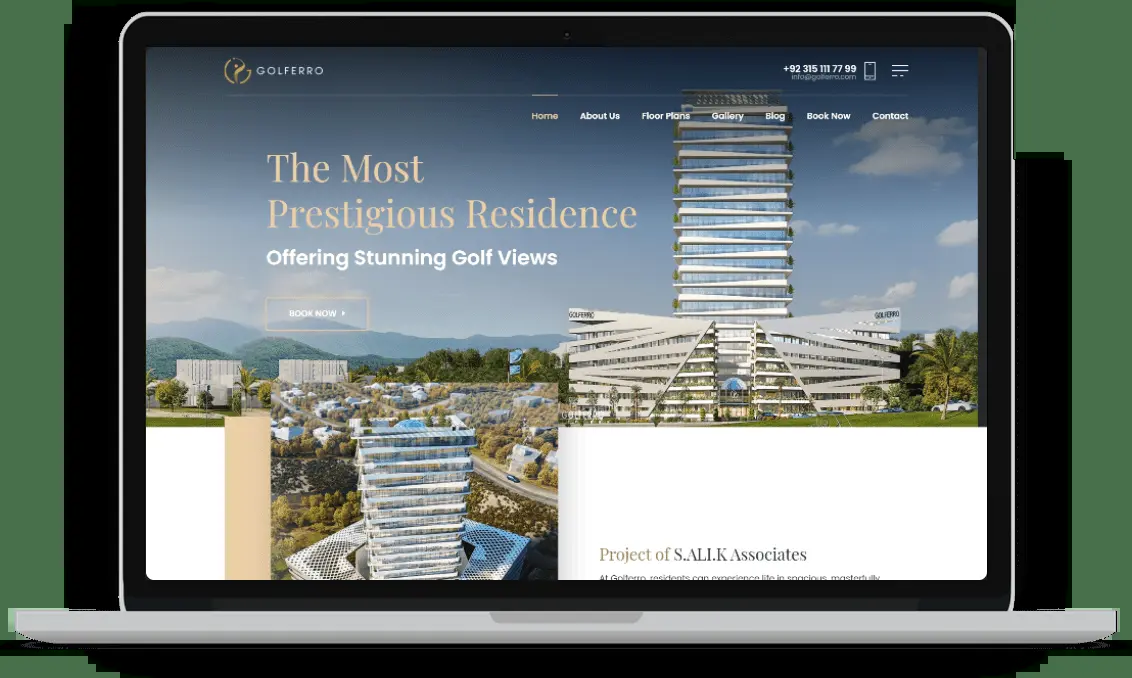 GOLFERRO
+92 315 111 77 99
info@golferro.com
Home About Us Floor Plans Gallery Blog Book Now Contact
The Most
Prestigious Residence
Offering Stunning Golf Views
BOOK NOW
GOLFERRO
GOLFERRO
Project of S.ALI.K Associates
At Golferro, residents can experience life in spacious, masterfully